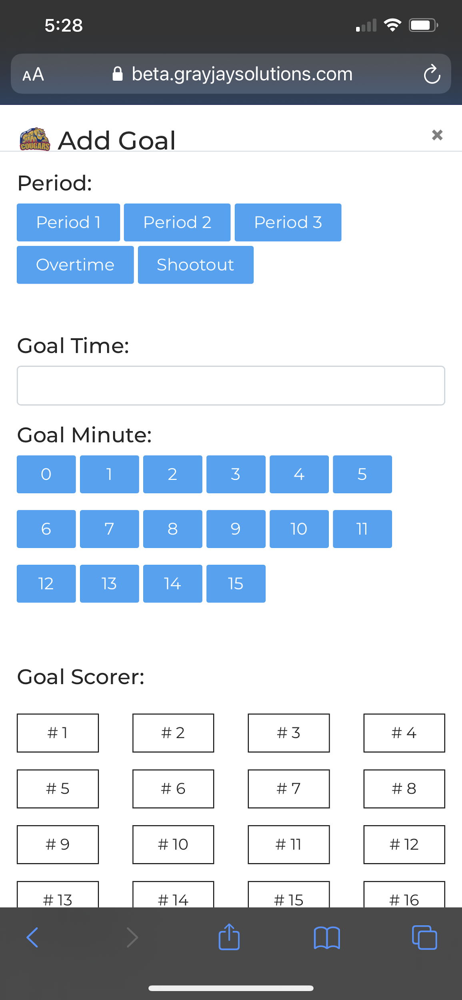 5:28
AA beta.grayjaysolutions.com
COUGARS Add Goal
Period:
Period 1 Period 2 Period 3
Overtime Shootout
Goal Time:
Goal Minute:
0 1 2 3 4 5
6 7 8 9 10 11
12 13 14 15
Goal Scorer:
# 1 # 2 # 3 # 4
# 5 # 6 # 7 # 8
# 9 # 10 # 11 # 12
# 13 # 14 # 15 # 16